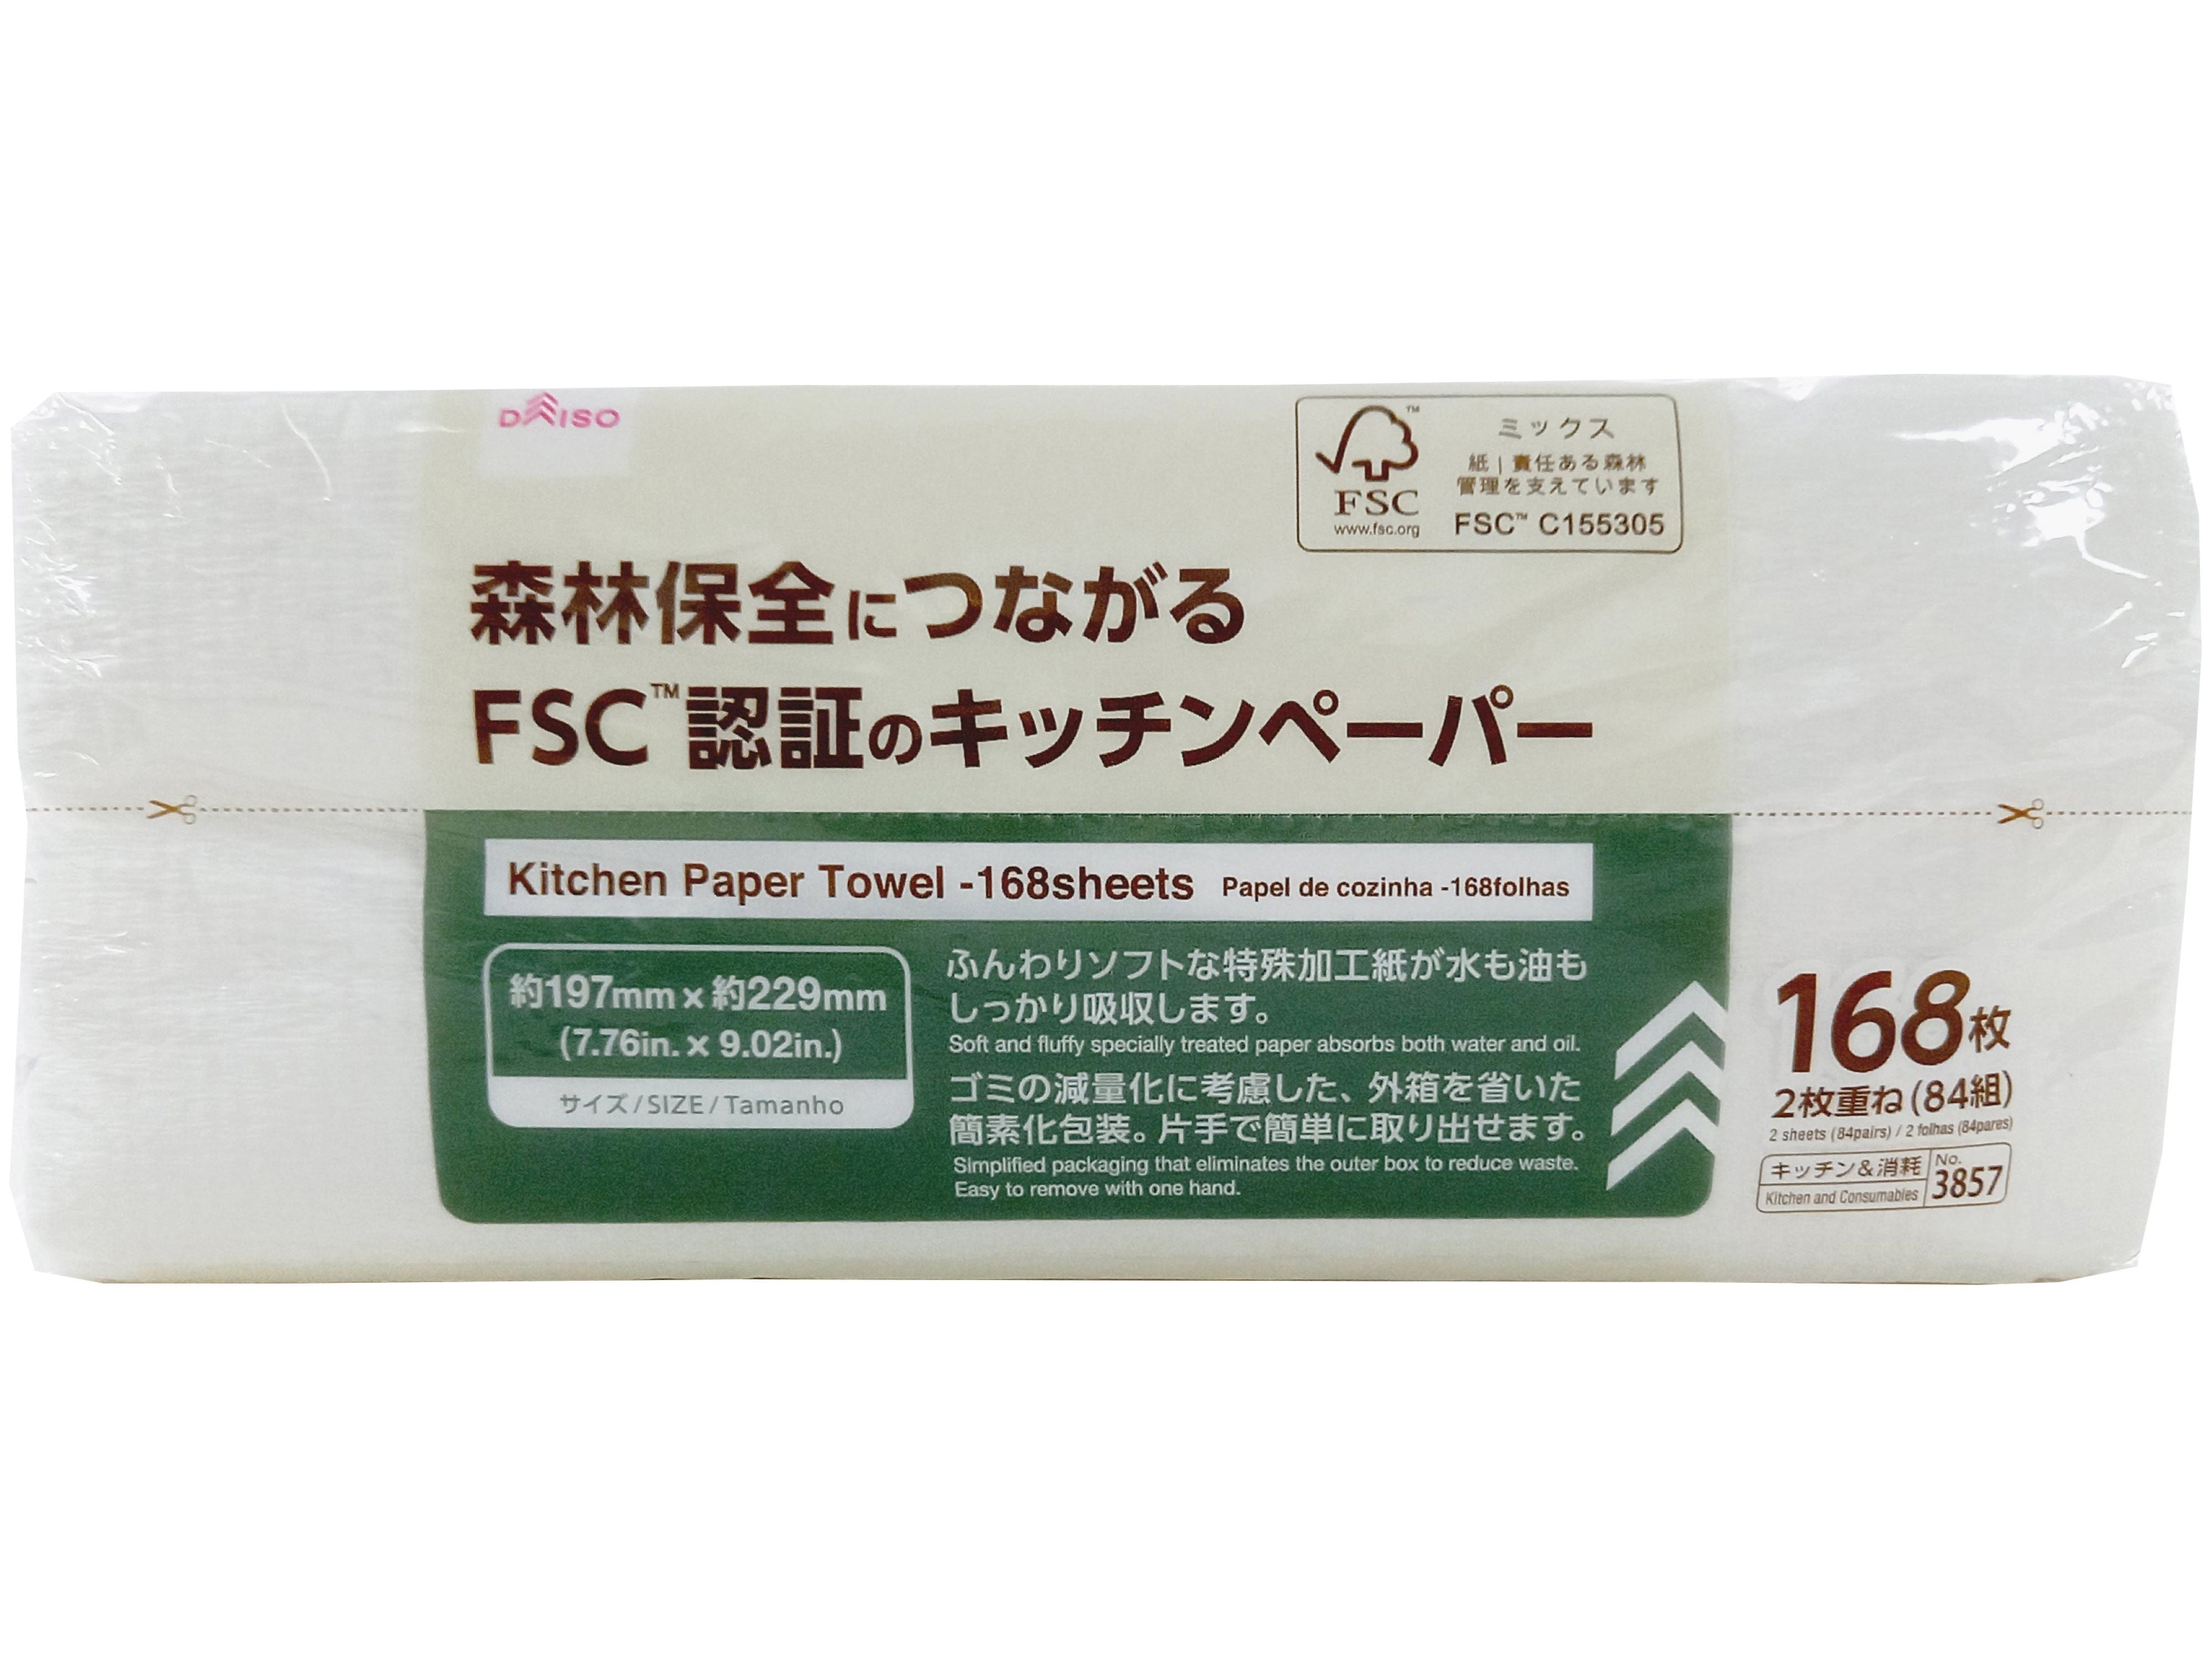 DAISO
FSC™
www.fsc.org
ミックス
紙 | 責任ある森林
管理を支えています
FSC™ C155305
森林保全につながる
FSC™認証のキッチンペーパー
Kitchen Paper Towel -168sheets Papel de cozinha -168folhas
約197mm x 約229mm
(7.76in. x 9.02in.)
サイズ/SIZE/Tamanho
ふんわりソフトな特殊加工紙が水も油も
しっかり吸収します。
Soft and fluffy specially treated paper absorbs both water and oil.
ゴミの減量化に考慮した、外箱を省いた
簡素化包装。片手で簡単に取り出せます。
Simplified packaging that eliminates the outer box to reduce waste.
Easy to remove with one hand.
168枚
2枚重ね(84組)
2 sheets (84pairs) / 2 folhas (84pares)
キッチン&消耗
Kitchen and Consumables
No.
3857